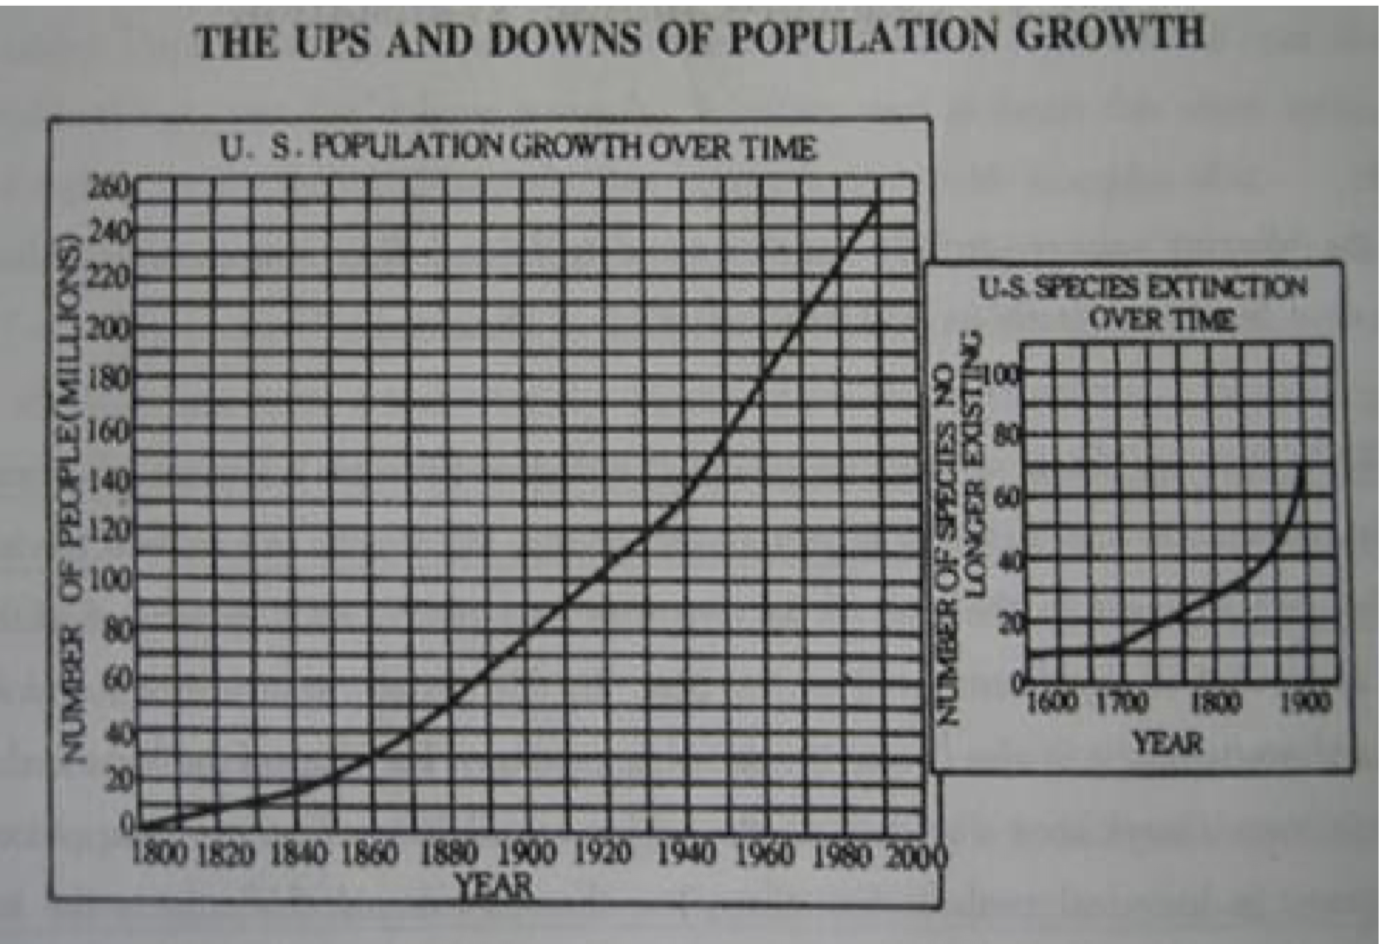 THE UPS AND DOWNS OF POPULATION GROWTH
U. S. POPULATION GROWTH OVER TIME
NUMBER OF PEOPLE (MILLIONS)
260
240
220
200
180
160
140
120
100
80
60
40
20
0
1800 1820 1840 1860 1880 1900 1920 1940 1960 1980 2000
YEAR
U.S. SPECIES EXTINCTION
OVER TIME
NUMBER OF SPECIES NO
LONGER EXISTING
100
80
60
40
20
0
1600 1700 1800 1900
YEAR